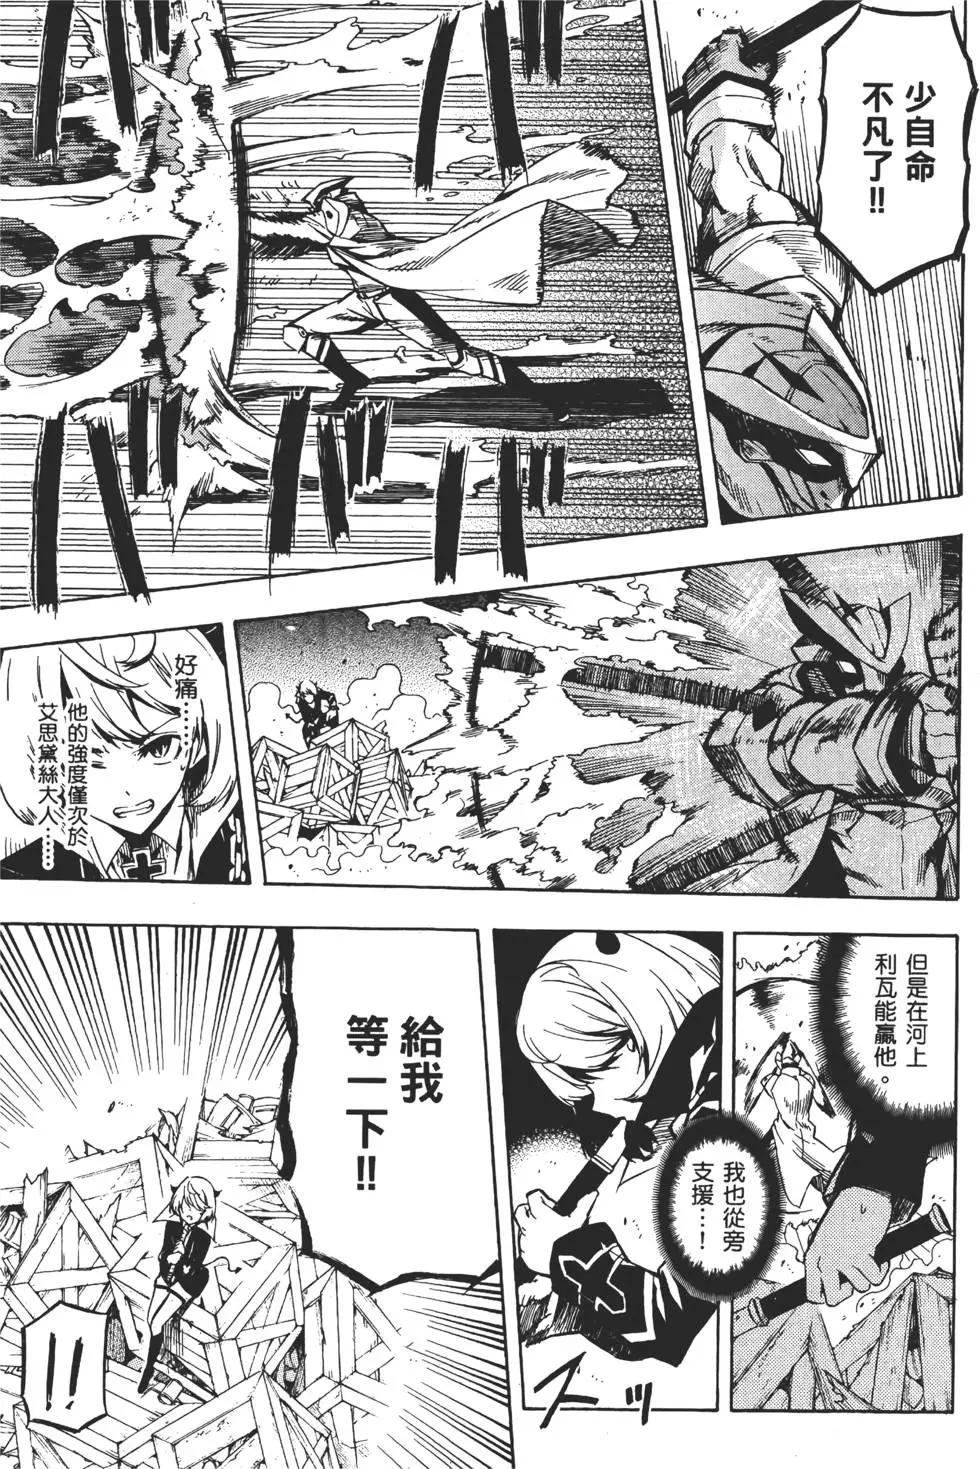 少自命
不凡了!!
好痛……
他的強度僅次於
艾思黛絲大人……
但是在河上
利瓦能贏他。
我也從旁
支援…！
給我
等一下!!
!!
スッ